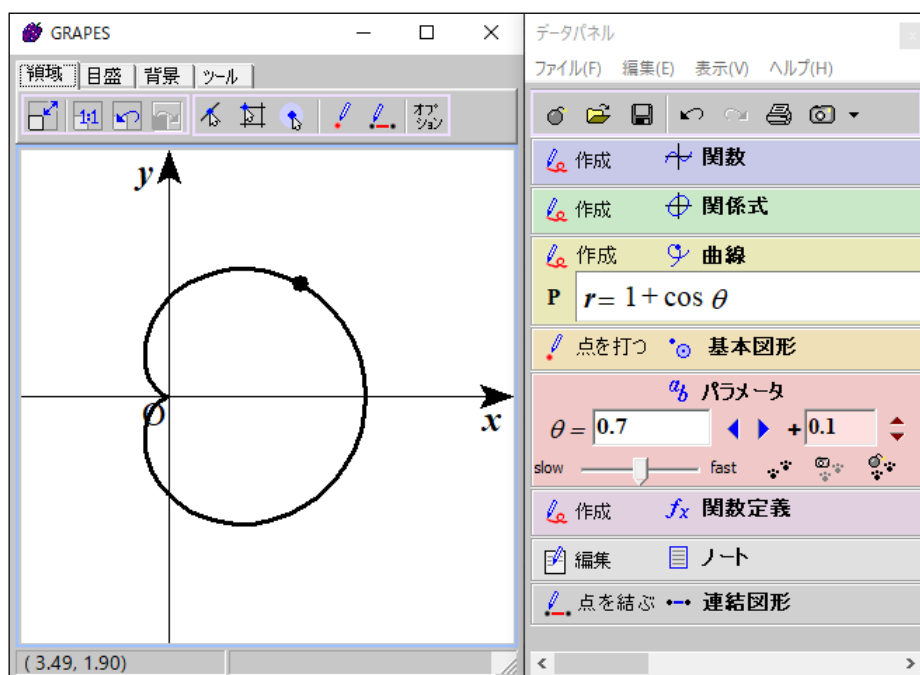 GRAPES
領域 目盛 背景 ツール
1:1 オプション
y
O
x
( 3.49, 1.90)
データパネル
ファイル(F) 編集(E) 表示(V) ヘルプ(H)
作成 関数
作成 関係式
作成 曲線
P r = 1 + cos θ
点を打つ 基本図形
ab パラメータ
θ = 0.7 + 0.1
slow fast
作成 fx 関数定義
編集 ノート
点を結ぶ 連結図形